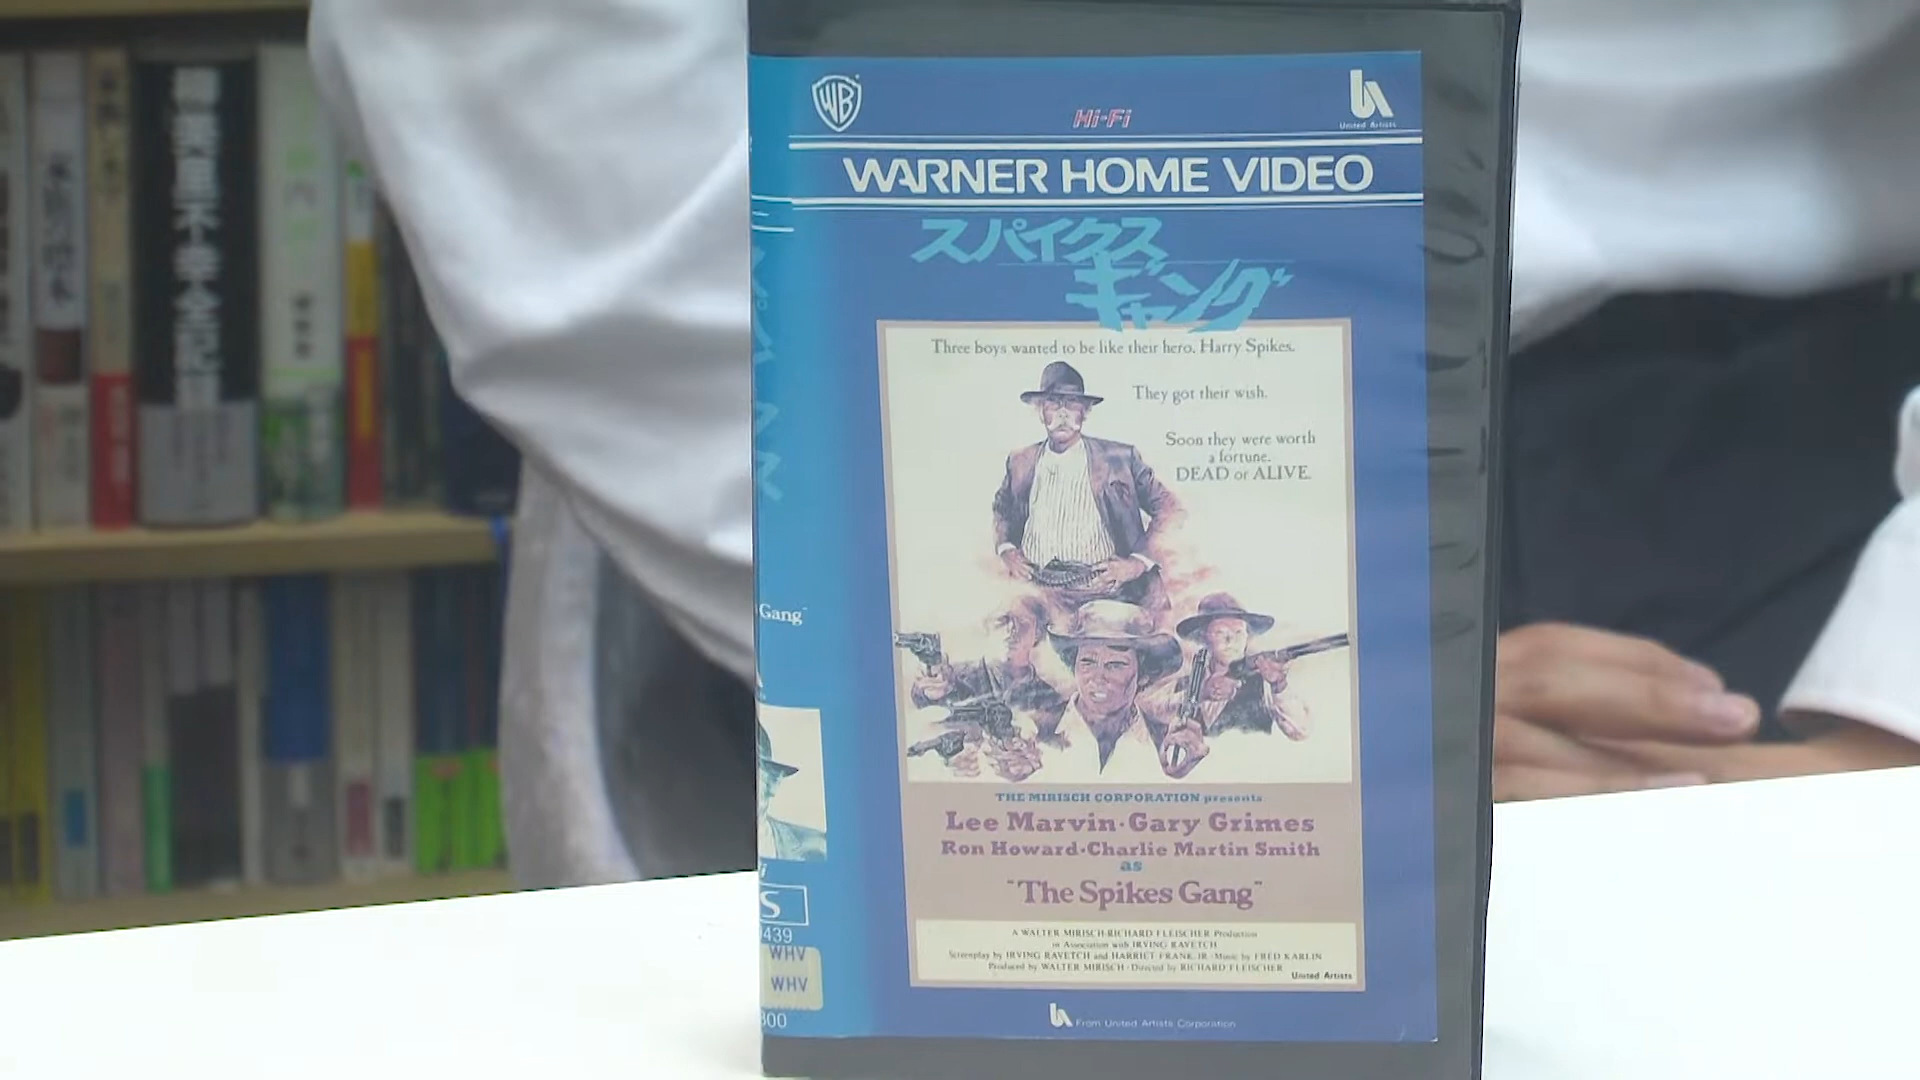 WB
Hi-Fi
United Artists
WARNER HOME VIDEO
スパイクス
ギャング
Three boys wanted to be like their hero, Harry Spikes.
They got their wish.
Soon they were worth
a fortune.
DEAD or ALIVE.
THE MIRISCH CORPORATION presents
Lee Marvin·Gary Grimes
Ron Howard·Charlie Martin Smith
as
"The Spikes Gang"
A WALTER MIRISCH-RICHARD FLEISCHER Production
in Association with IRVING RAVETCH
Screenplay by IRVING RAVETCH and HARRIET FRANK, JR. · Music by FRED KARLIN
Produced by WALTER MIRISCH · Directed by RICHARD FLEISCHER
United Artists
From United Artists Corporation
Gang"
S
439
WHV
WHV
300